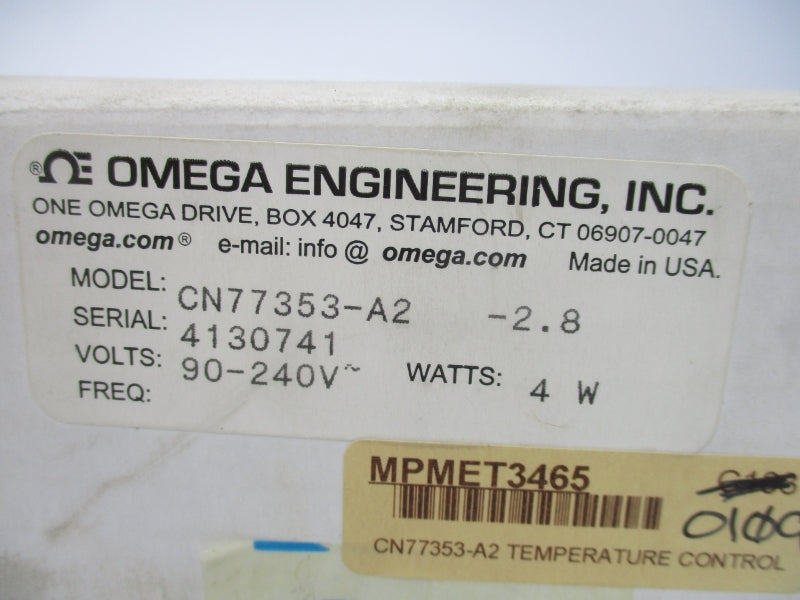 ® ΩE OMEGA ENGINEERING, INC.
ONE OMEGA DRIVE, BOX 4047, STAMFORD, CT 06907-0047
omega.com® e-mail: info @ omega.com Made in USA.
MODEL: CN77353-A2 -2.8
SERIAL: 4130741
VOLTS: 90-240V~ WATTS: 4 W
FREQ:
MPMET3465
CN77353-A2 TEMPERATURE CONTROL